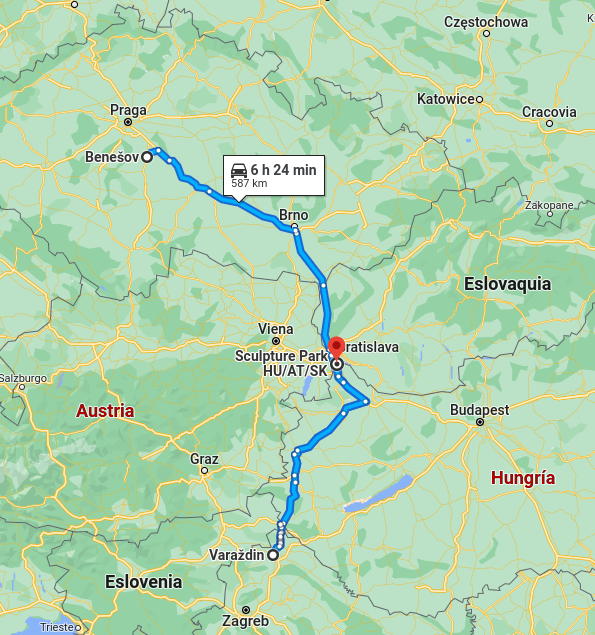 Częstochowa
Katowice
Praga
Cracovia
Benešov
6 h 24 min
587 km
Zakopane
Brno
Eslovaquia
Viena
ratislava
Sculpture Park
HU/AT/SK
Salzburgo
Austria
Budapest
Graz
Hungría
Varaždin
Eslovenia
Zagreb
Trieste